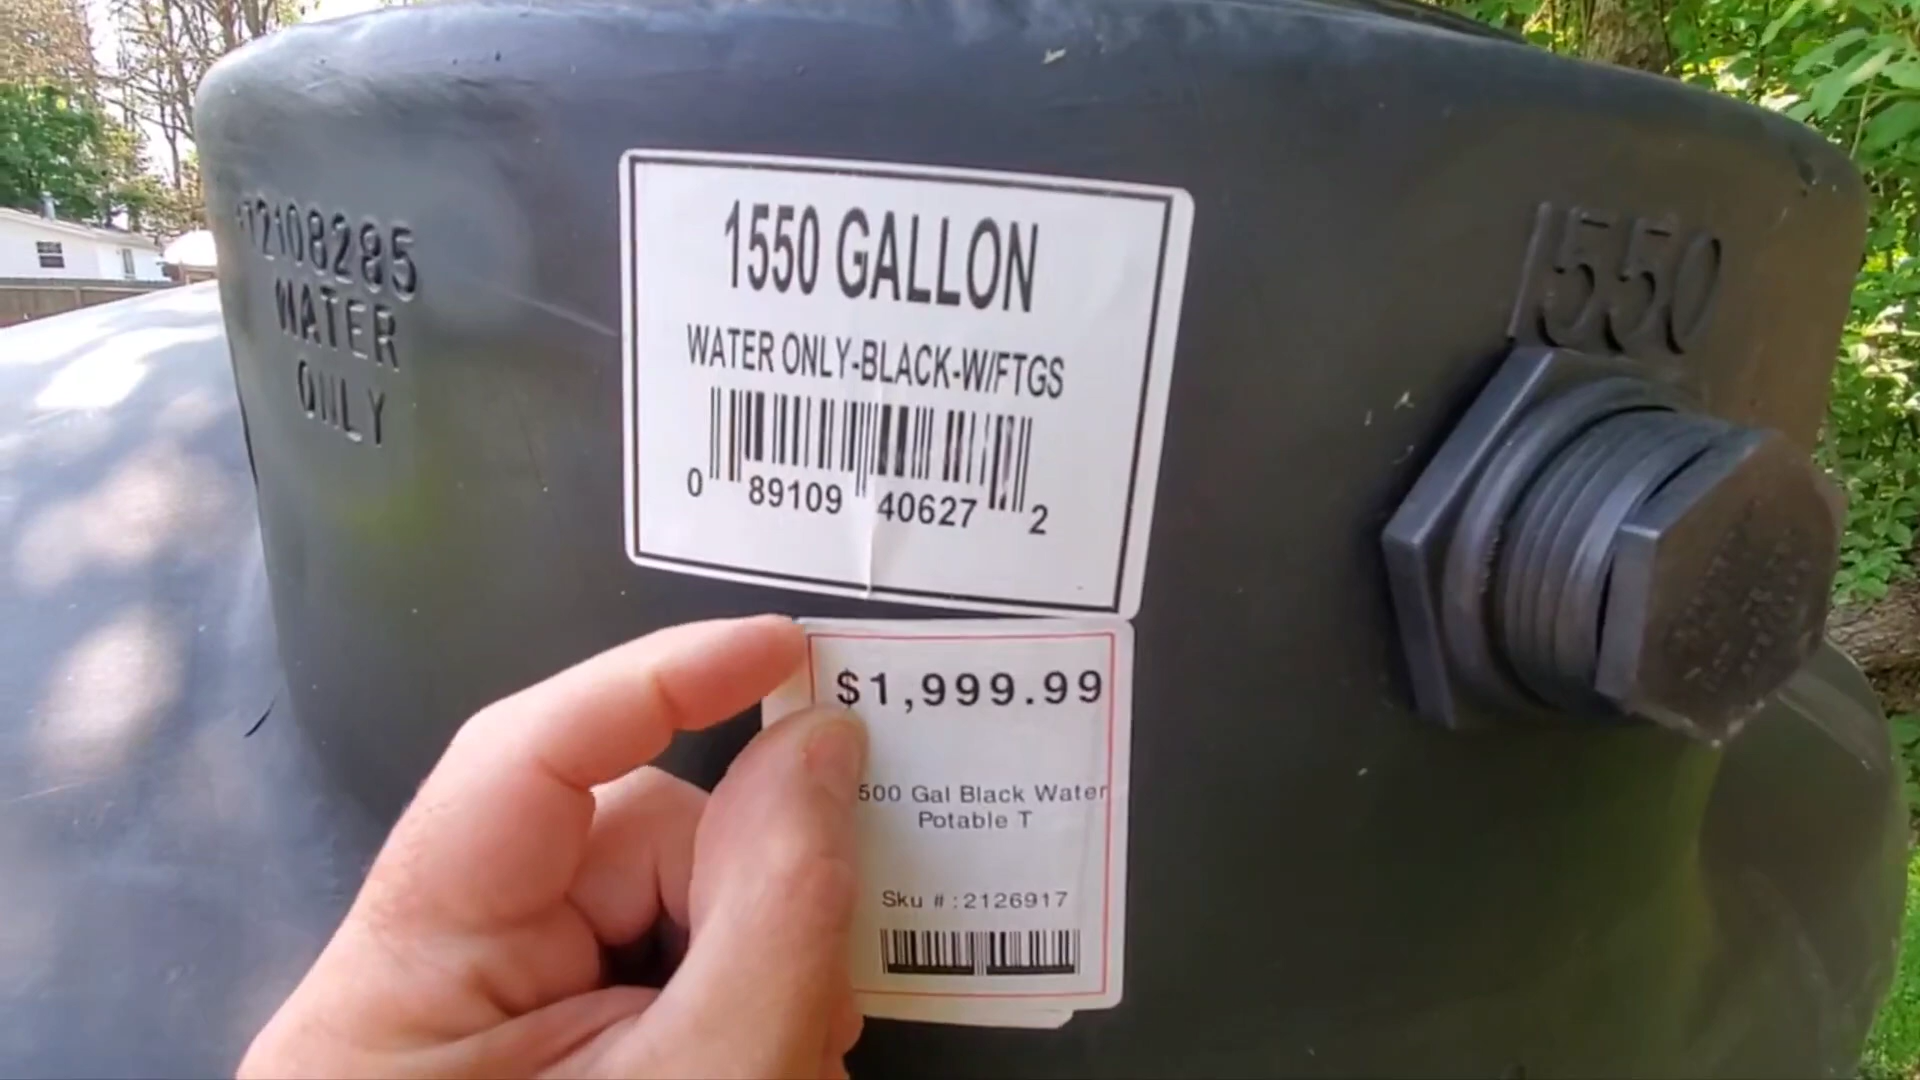 72108285
WATER
ONLY
1550 GALLON
WATER ONLY-BLACK-W/FTGS
0 89109 40627 2
1550
$1,999.99
500 Gal Black Water
Potable T
Sku #:2126917